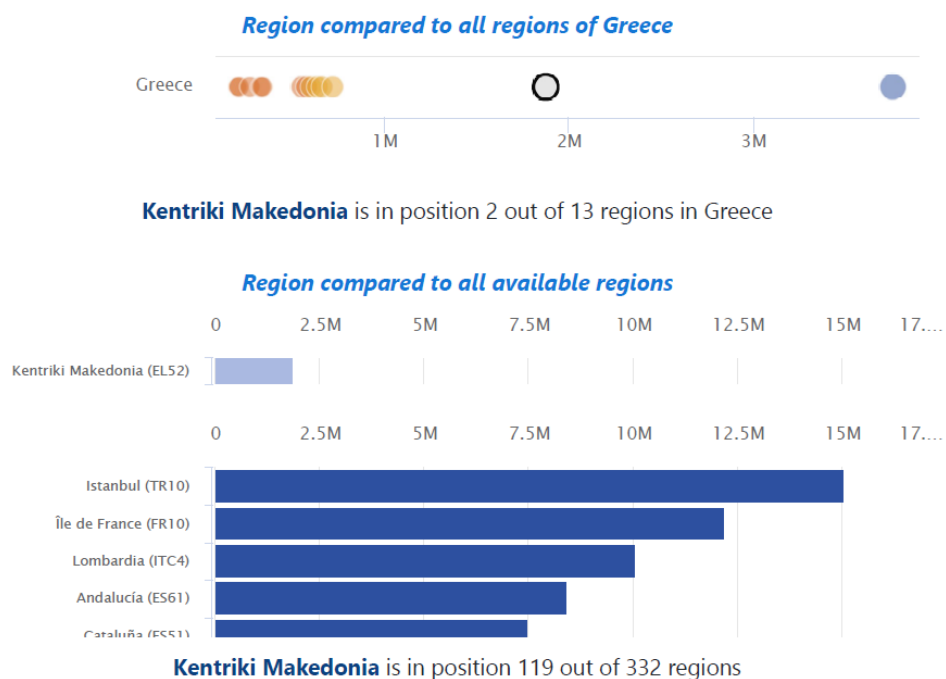 Region compared to all regions of Greece
Greece
1M 2M 3M
Kentriki Makedonia is in position 2 out of 13 regions in Greece
Region compared to all available regions
0 2.5M 5M 7.5M 10M 12.5M 15M 17....
Kentriki Makedonia (EL52)
0 2.5M 5M 7.5M 10M 12.5M 15M 17....
Istanbul (TR10)
Île de France (FR10)
Lombardia (ITC4)
Andalucía (ES61)
Cataluña (ES51)
Kentriki Makedonia is in position 119 out of 332 regions